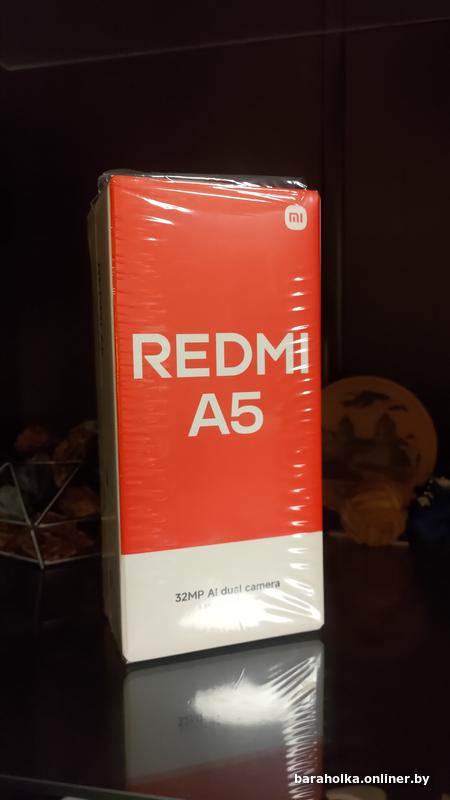 mi
REDMI
A5
32MP AI dual camera
baraholka.onliner.by